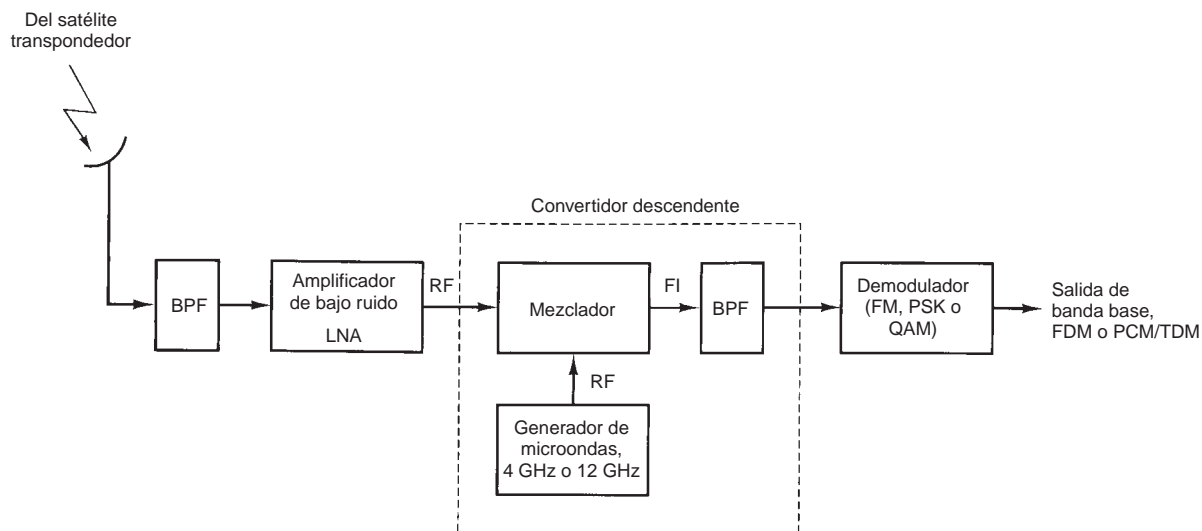 Del satélite
transpondedor
Convertidor descendente
BPF
Amplificador
de bajo ruido
LNA
RF
Mezclador
FI
BPF
Demodulador
(FM, PSK o
QAM)
Salida de
banda base,
FDM o PCM/TDM
RF
Generador de
microondas,
4 GHz o 12 GHz